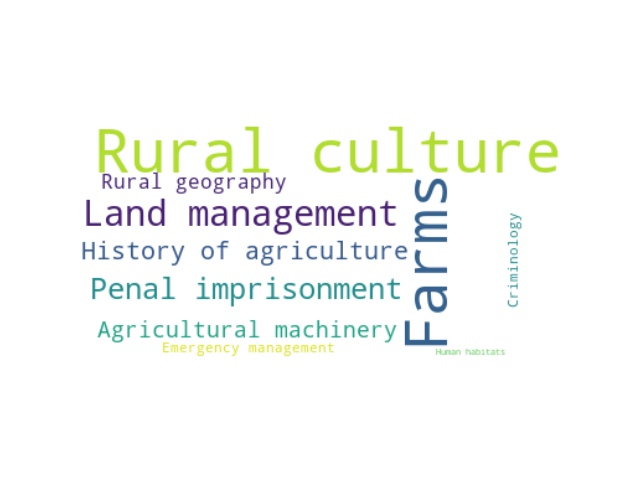 Rural culture
Rural geography
Land management
Farms
Criminology
History of agriculture
Penal imprisonment
Agricultural machinery
Emergency management
Human habitats